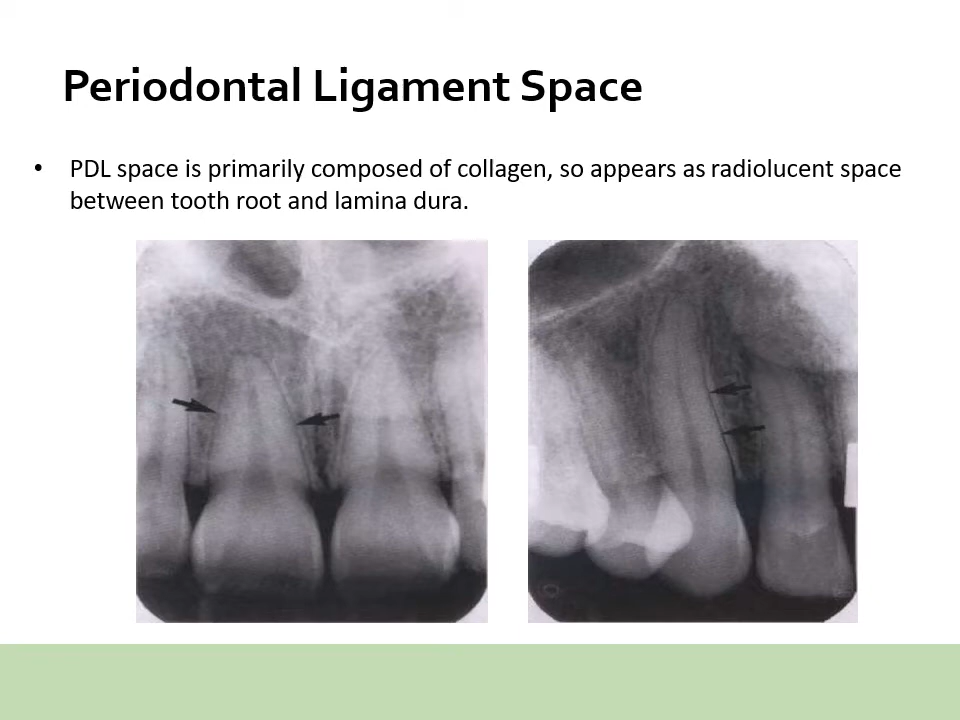 Periodontal Ligament Space
• PDL space is primarily composed of collagen, so appears as radiolucent space
between tooth root and lamina dura.